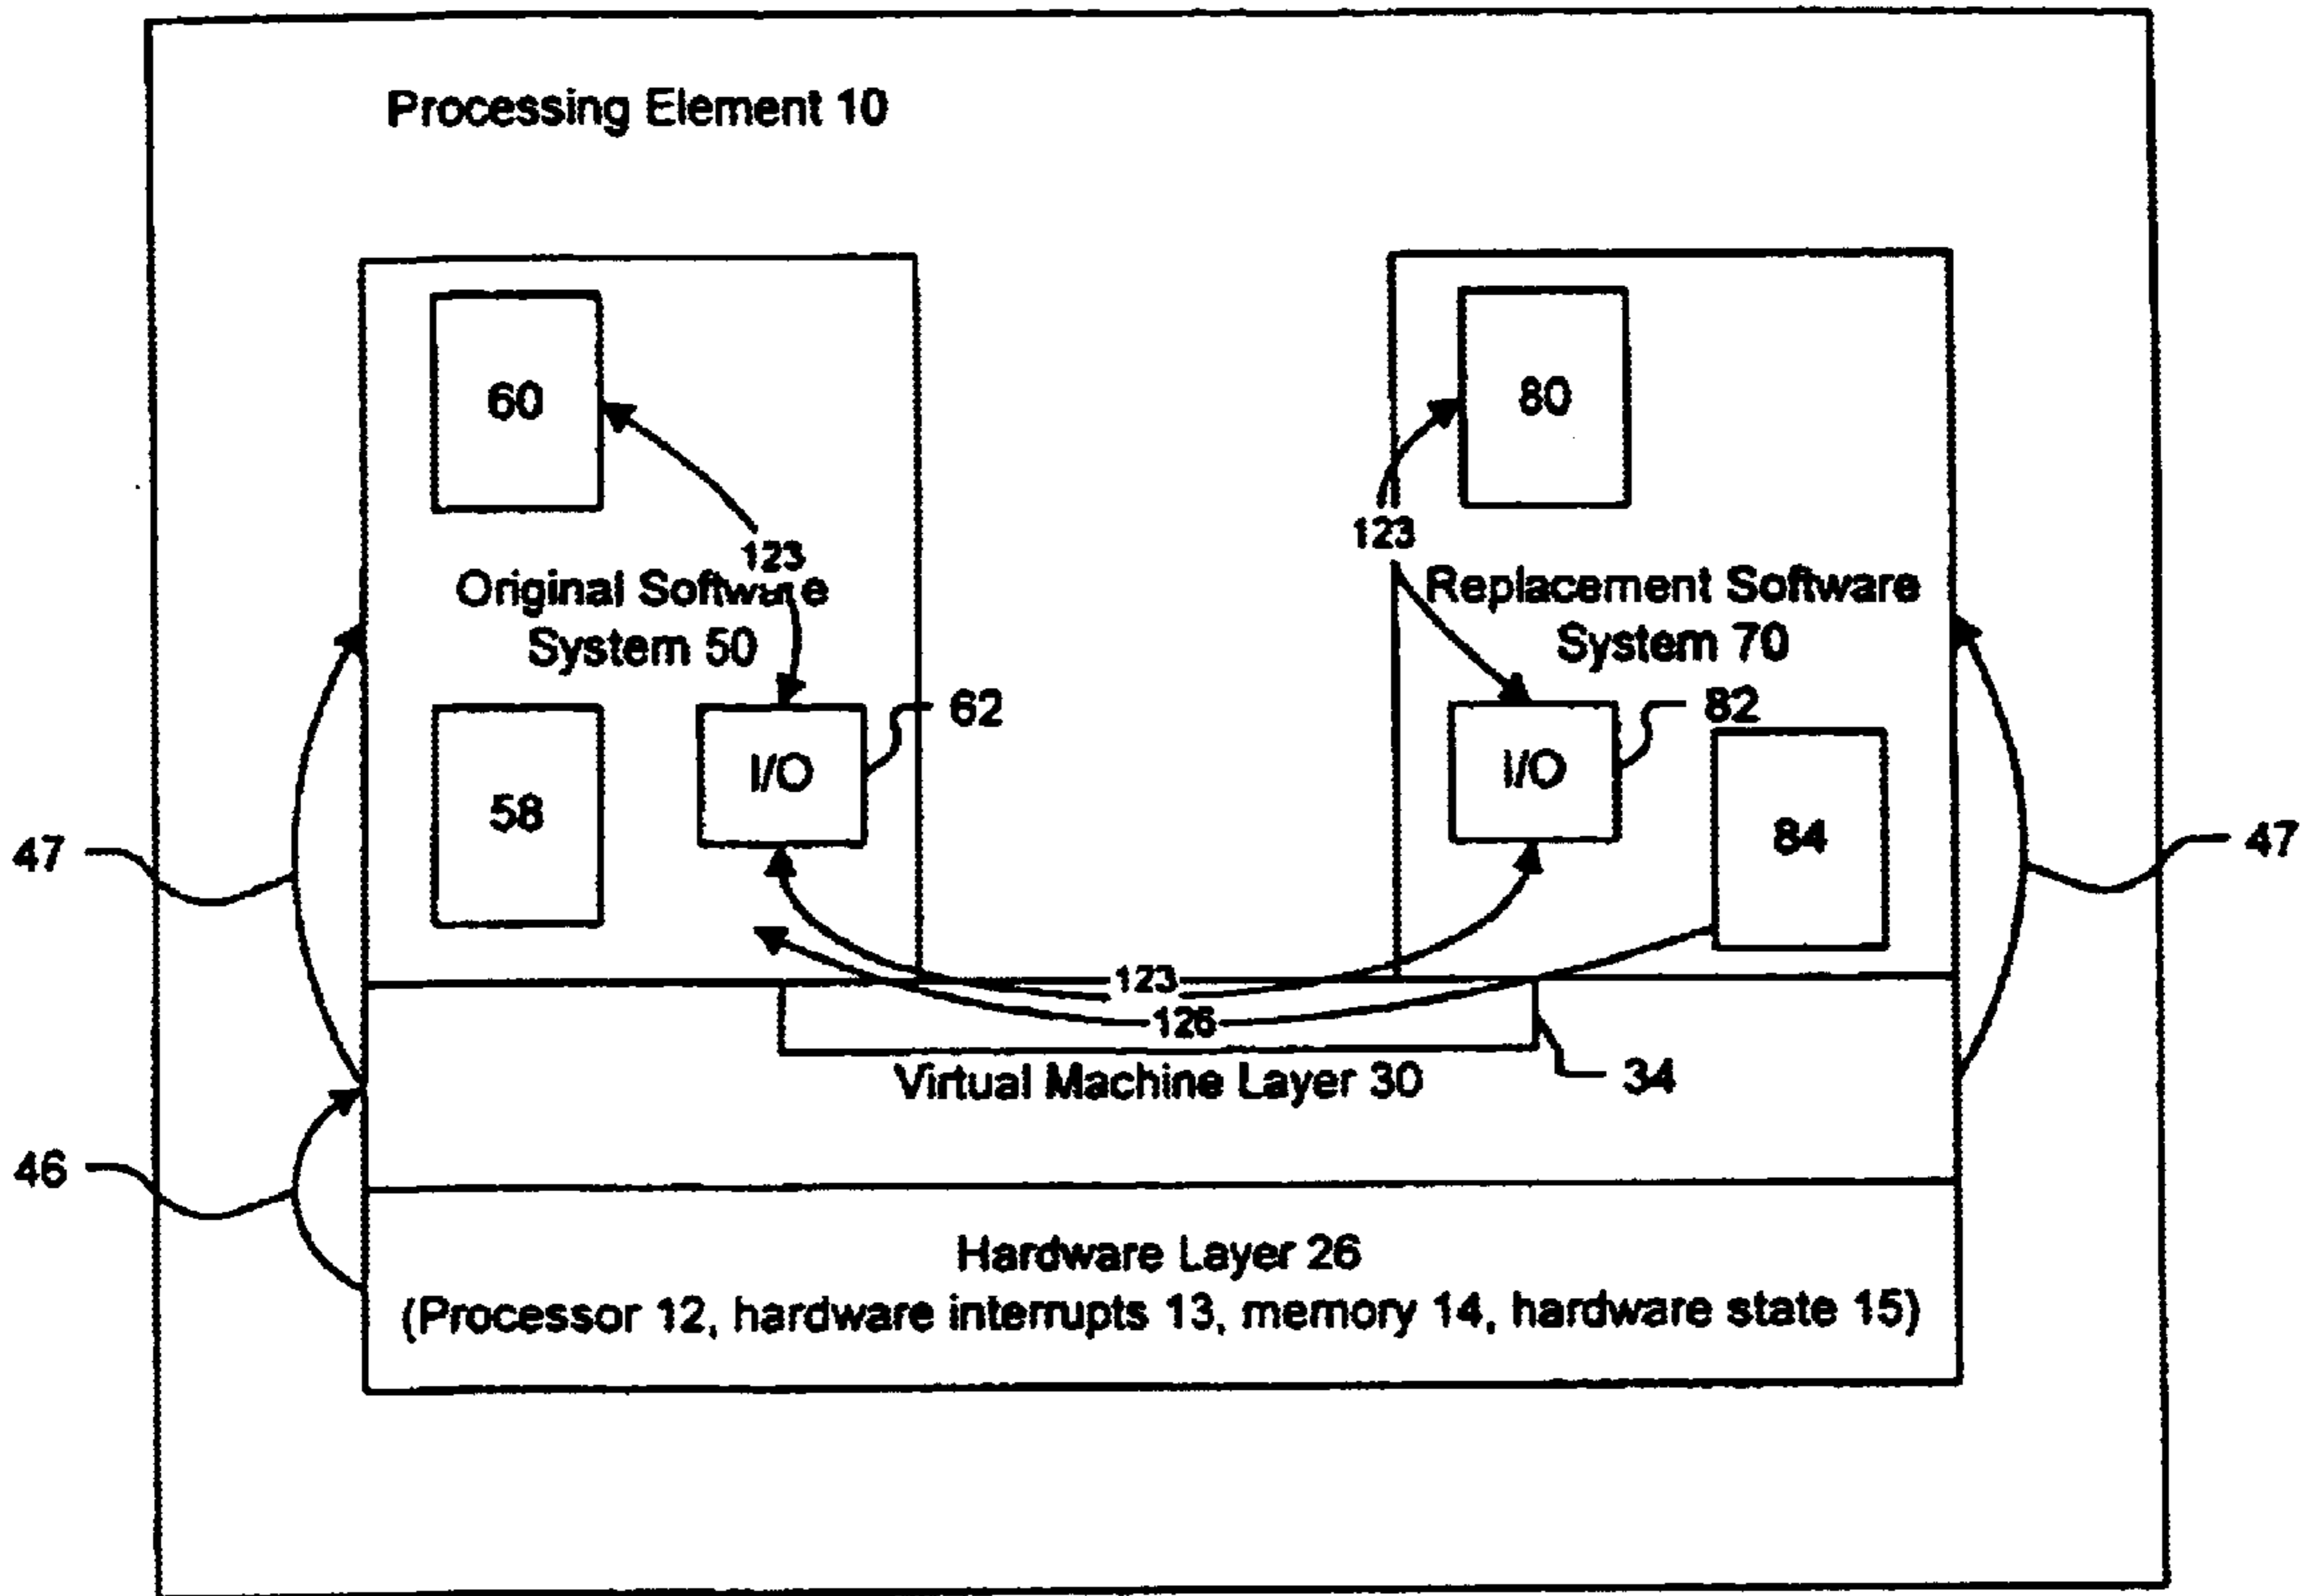 Processing Element 10
60
80
123
123
Original Software
System 50
Replacement Software
System 70
62
82
I/O
I/O
58
84
47
47
123
126
Virtual Machine Layer 30
34
46
Hardware Layer 26
(Processor 12, hardware interrupts 13, memory 14, hardware state 15)